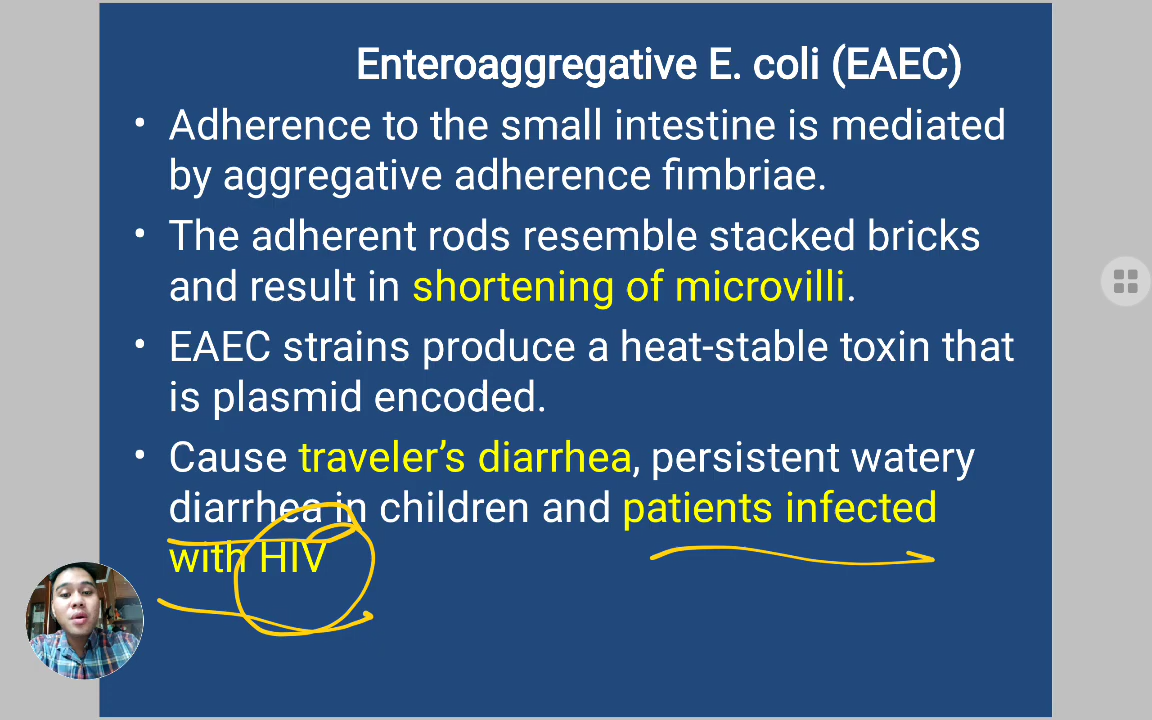 Enteroaggregative E. coli (EAEC)
• Adherence to the small intestine is mediated
by aggregative adherence fimbriae.
• The adherent rods resemble stacked bricks
and result in shortening of microvilli.
• EAEC strains produce a heat-stable toxin that
is plasmid encoded.
• Cause traveler’s diarrhea, persistent watery
diarrhea in children and patients infected
with HIV